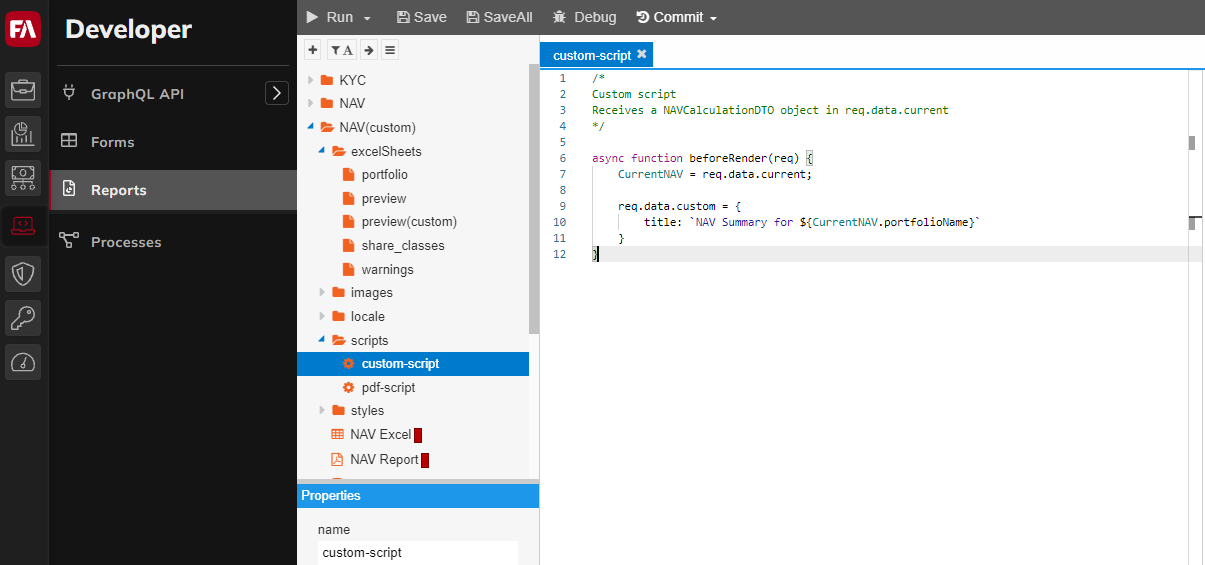 FA
Developer
GraphQL API
Forms
Reports
Processes
Run
Save
SaveAll
Debug
Commit
A
KYC
NAV
NAV(custom)
excelSheets
portfolio
preview
preview(custom)
share_classes
warnings
images
locale
scripts
custom-script
pdf-script
styles
NAV Excel
NAV Report
Properties
name
custom-script
custom-script
1 /*
2 Custom script
3 Receives a NAVCalculationDTO object in req.data.current
4 */
5
6 async function beforeRender(req) {
7 CurrentNAV = req.data.current;
8
9 req.data.custom = {
10 title: `NAV Summary for ${CurrentNAV.portfolioName}`
11 }
12 }